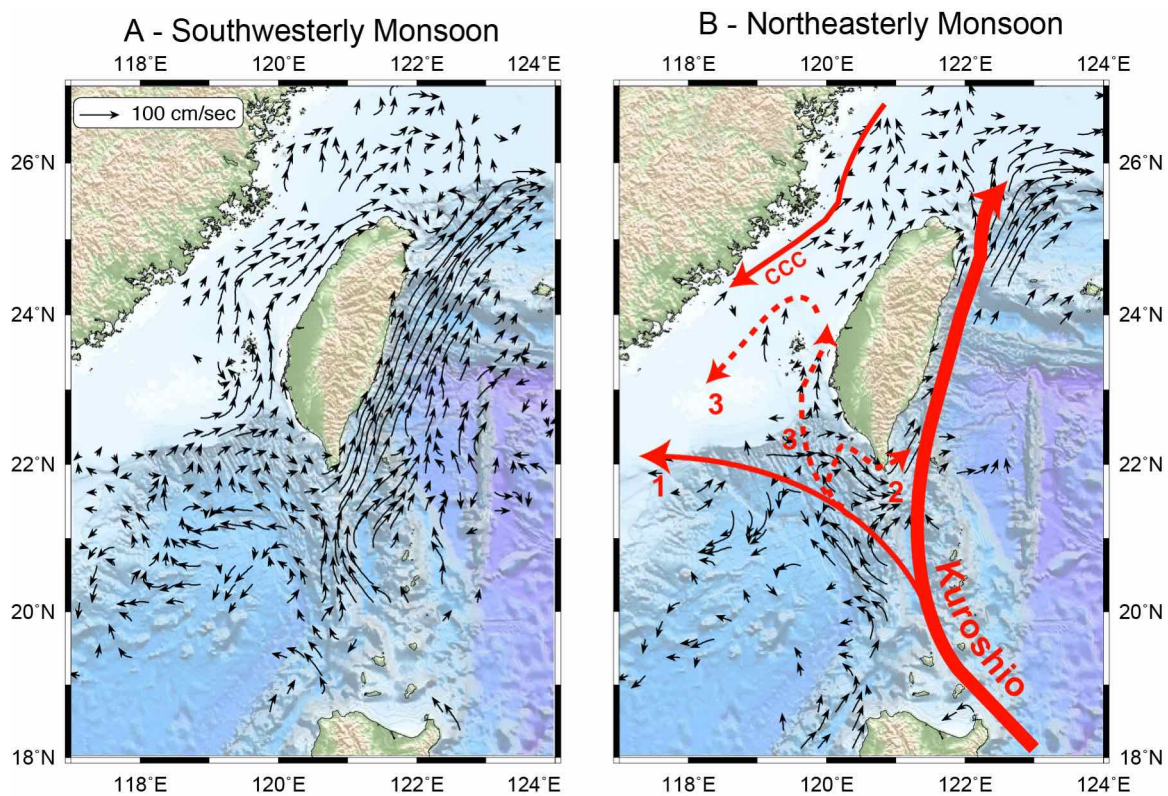 A - Southwesterly Monsoon
B - Northeasterly Monsoon
118°E 120°E 122°E 124°E
118°E 120°E 122°E 124°E
100 cm/sec
26°N
26°N
CCC
24°N
24°N
3
3
22°N
22°N
1
2
Kuroshio
20°N
20°N
18°N
18°N
118°E 120°E 122°E 124°E
118°E 120°E 122°E 124°E